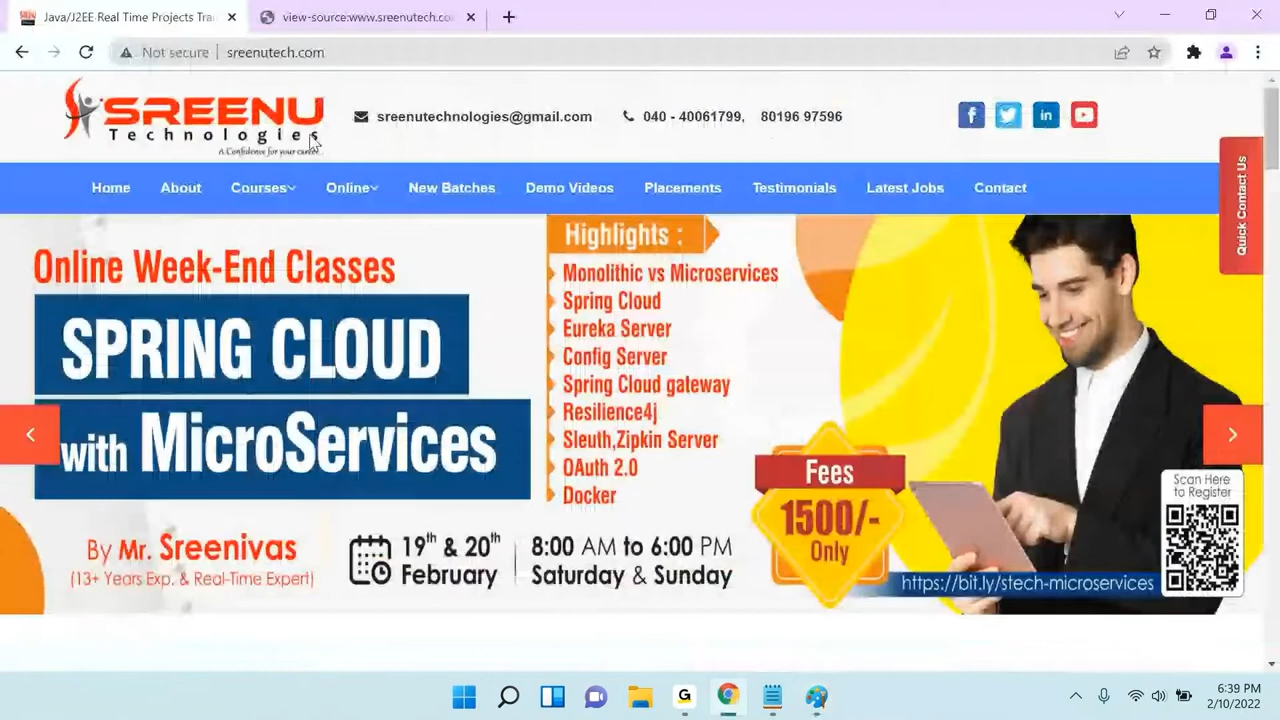 Java/J2EE Real Time Projects Trai
view-source:www.sreenutech.co
Not secure
sreenutech.com
SREENU
Technologies
A Confidence for your career...
sreenutechnologies@gmail.com
040 - 40061799, 80196 97596
Home About Courses Online New Batches Demo Videos Placements Testimonials Latest Jobs Contact
Quick Contact Us
Online Week-End Classes
SPRING CLOUD
with MicroServices
By Mr. Sreenivas
(13+ Years Exp. & Real-Time Expert)
19th & 20th
February
8:00 AM to 6:00 PM
Saturday & Sunday
Highlights :
Monolithic vs Microservices
Spring Cloud
Eureka Server
Config Server
Spring Cloud gateway
Resilience4j
Sleuth,Zipkin Server
OAuth 2.0
Docker
Fees
1500/-
Only
https://bit.ly/stech-microservices
Scan Here
to Register
6:39 PM
2/10/2022